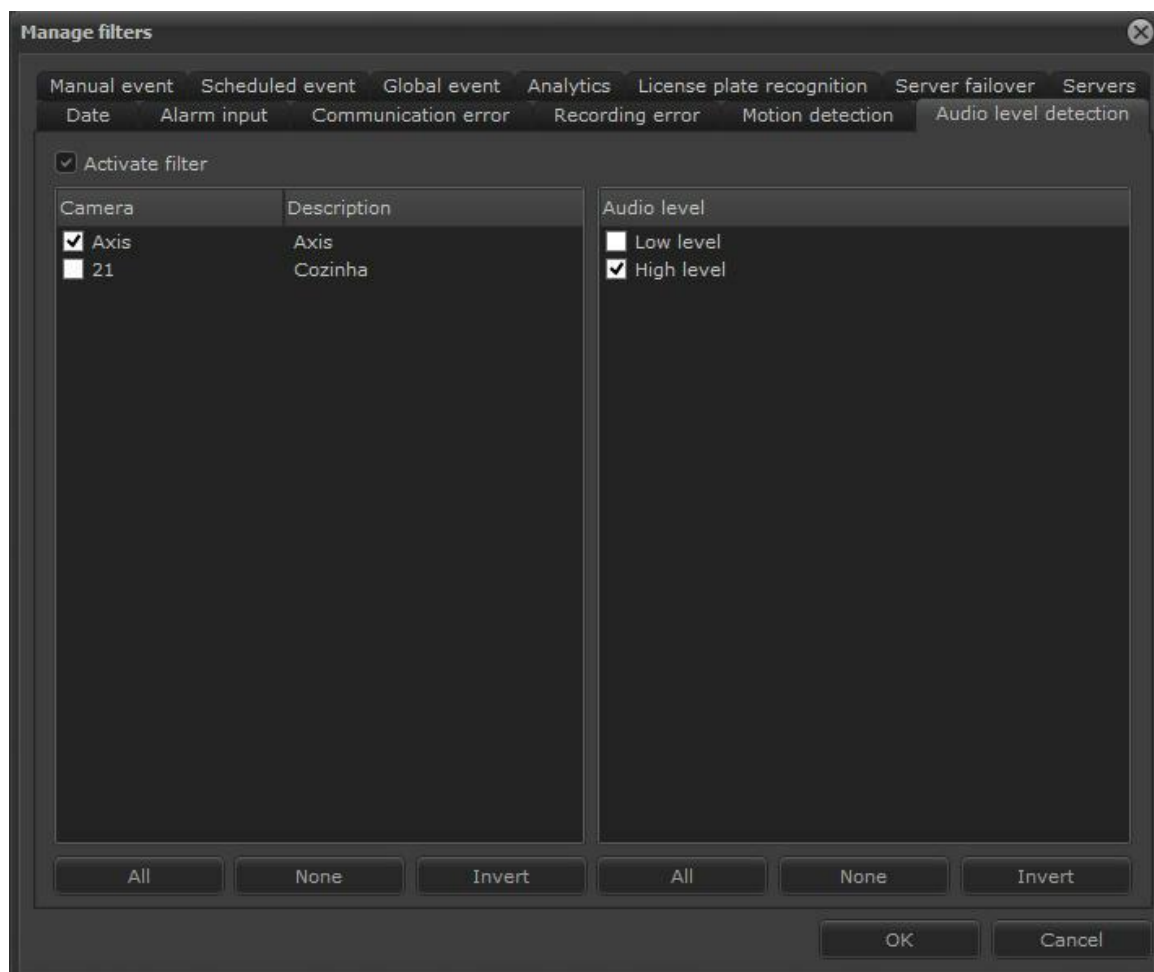 Manage filters
Manual event Scheduled event Global event Analytics License plate recognition Server failover Servers
Date Alarm input Communication error Recording error Motion detection Audio level detection
Activate filter
Camera Description Audio level
Axis Axis Low level
21 Cozinha High level
All None Invert All None Invert
OK Cancel